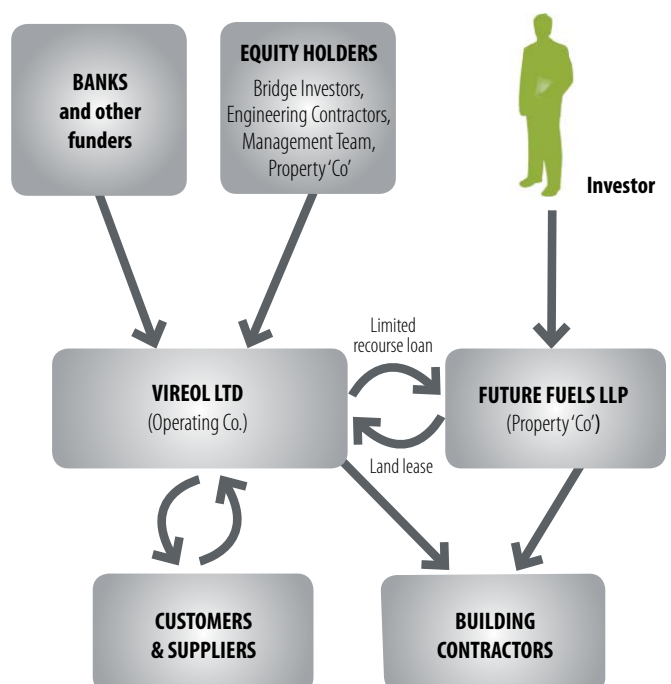 BANKS
and other
funders
EQUITY HOLDERS
Bridge Investors,
Engineering Contractors,
Management Team,
Property ‘Co’
Investor
Limited
recourse loan
VIREOL LTD
(Operating Co.)
FUTURE FUELS LLP
(Property ‘Co’)
Land lease
CUSTOMERS
& SUPPLIERS
BUILDING
CONTRACTORS